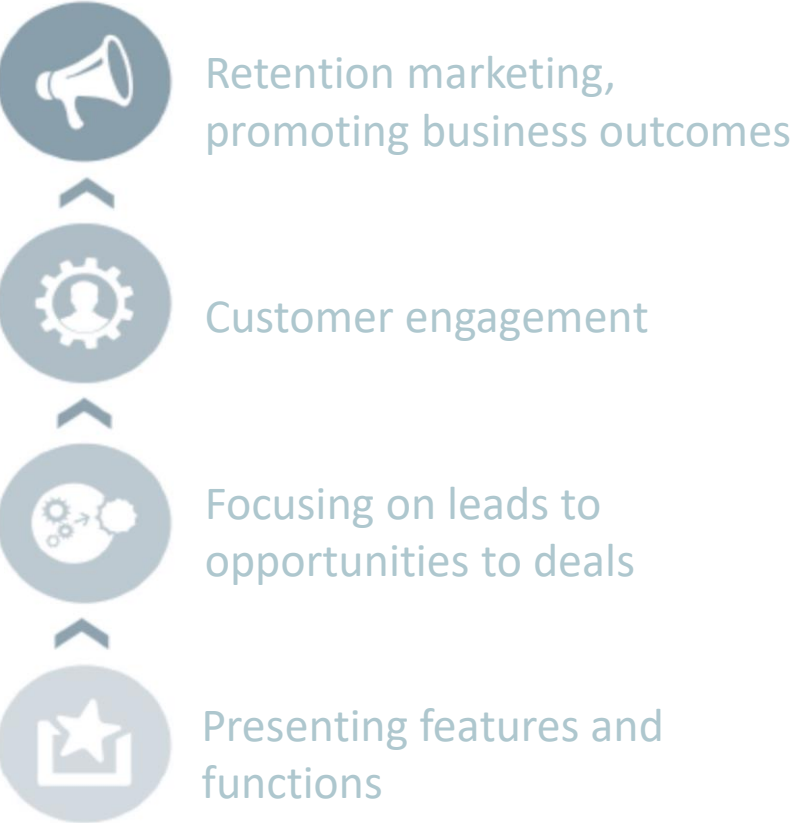 Retention marketing,
promoting business outcomes
Customer engagement
Focusing on leads to
opportunities to deals
Presenting features and
functions